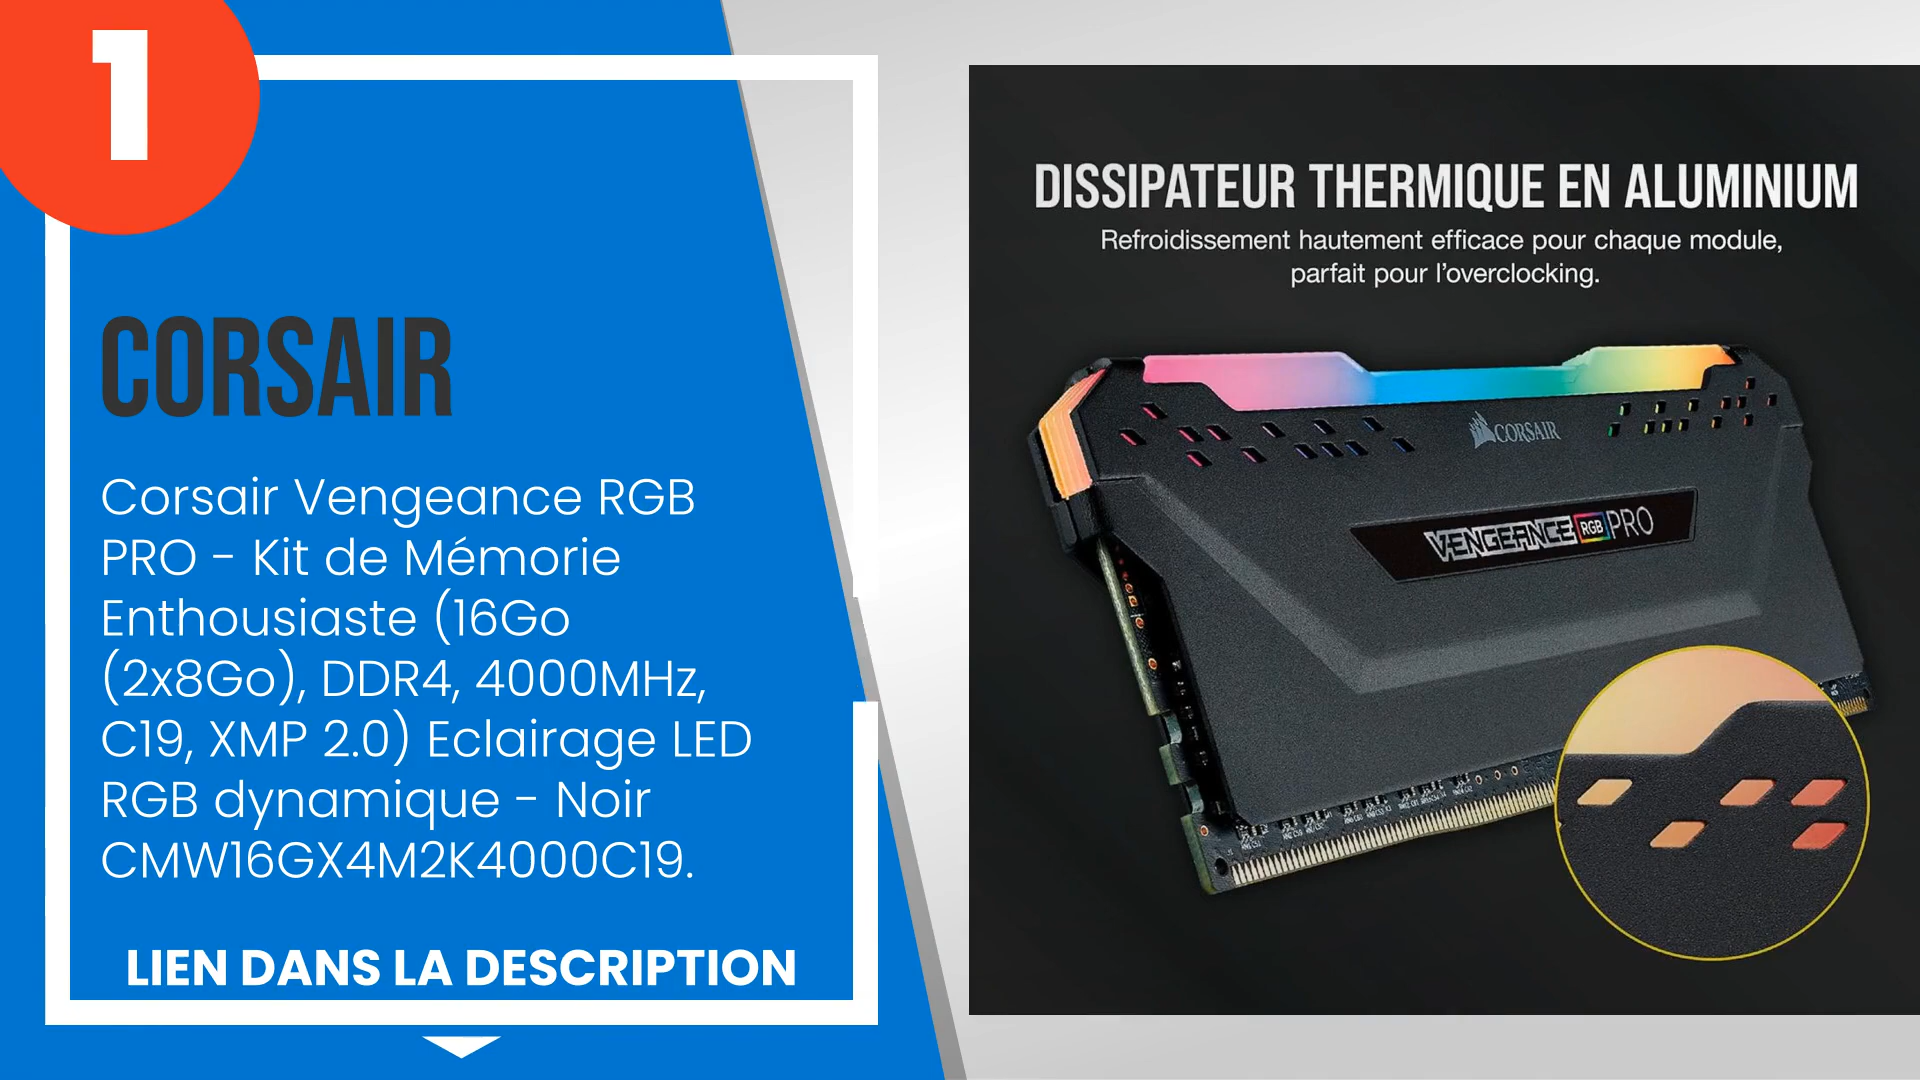 1
CORSAIR
Corsair Vengeance RGB
PRO - Kit de Mémorie
Enthousiaste (16Go
(2x8Go), DDR4, 4000MHz,
C19, XMP 2.0) Eclairage LED
RGB dynamique - Noir
CMW16GX4M2K4000C19.
LIEN DANS LA DESCRIPTION
DISSIPATEUR THERMIQUE EN ALUMINIUM
Refroidissement hautement efficace pour chaque module,
parfait pour l’overclocking.
CORSAIR
VENGEANCE RGB PRO